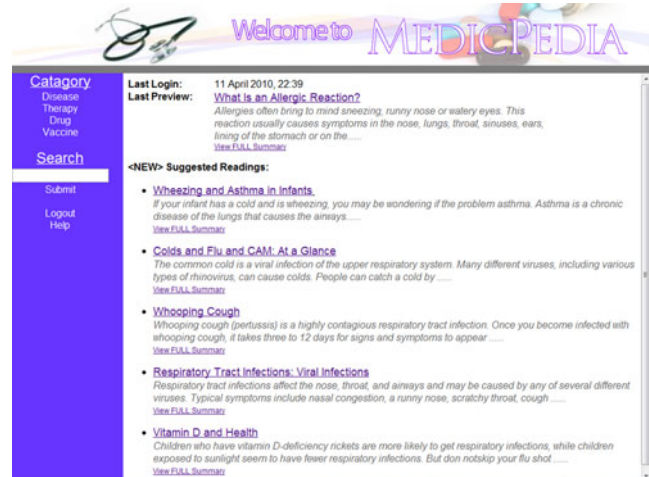 Welcome to MEDICPEDIA
Catagory
Disease
Therapy
Drug
Vaccine
Search
Submit
Logout
Help
Last Login: 11 April 2010, 22:39
Last Preview: What Is an Allergic Reaction?
Allergies often bring to mind sneezing, runny nose or watery eyes. This
reaction usually causes symptoms in the nose, lungs, throat, sinuses, ears,
lining of the stomach or on the......
View FULL Summary
<NEW> Suggested Readings:
• Wheezing and Asthma in Infants
If your infant has a cold and is wheezing, you may be wondering if the problem asthma. Asthma is a chronic
disease of the lungs that causes the airways......
View FULL Summary
• Colds and Flu and CAM: At a Glance
The common cold is a viral infection of the upper respiratory system. Many different viruses, including various
types of rhinovirus, can cause colds. People can catch a cold by ......
View FULL Summary
• Whooping Cough
Whooping cough (pertussis) is a highly contagious respiratory tract infection. Once you become infected with
whooping cough, it takes three to 12 days for signs and symptoms to appear ......
View FULL Summary
• Respiratory Tract Infections: Viral Infections
Respiratory tract infections affect the nose, throat, and airways and may be caused by any of several different
viruses. Typical symptoms include nasal congestion, a runny nose, scratchy throat, cough ......
View FULL Summary
• Vitamin D and Health
Children who have vitamin D-deficiency rickets are more likely to get respiratory infections, while children
exposed to sunlight seem to have fewer respiratory infections. But don notskip your flu shot ......
View FULL Summary